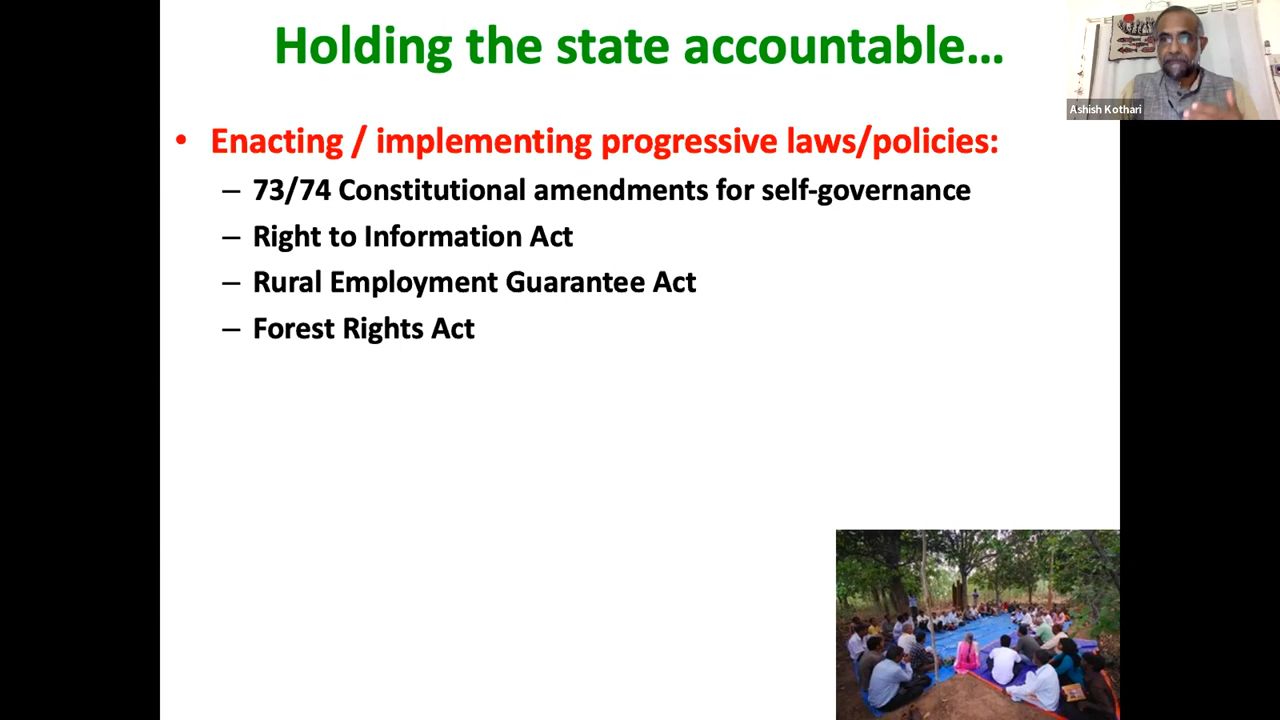 Holding the state accountable...
Ashish Kothari
• Enacting / implementing progressive laws/policies:
– 73/74 Constitutional amendments for self-governance
– Right to Information Act
– Rural Employment Guarantee Act
– Forest Rights Act